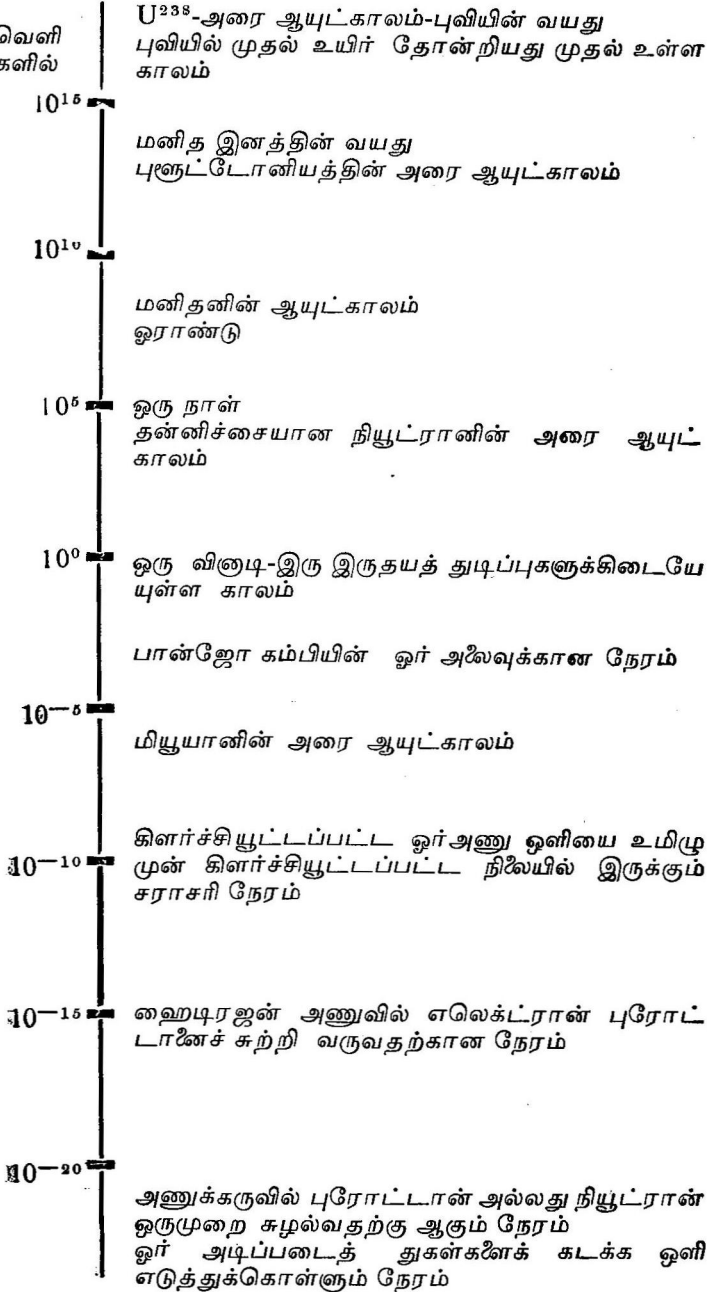 வெளி
களில்
U²³⁸-அரை ஆயுட்காலம்-புவியின் வயது
புவியில் முதல் உயிர் தோன்றியது முதல் உள்ள
காலம்
10¹⁵
மனித இனத்தின் வயது
புளூட்டோனியத்தின் அரை ஆயுட்காலம்
10¹⁰
மனிதனின் ஆயுட்காலம்
ஓராண்டு
10⁵ ஒரு நாள்
தன்னிச்சையான நியூட்ரானின் அரை ஆயுட்
காலம்
10⁰ ஒரு வினாடி-இரு இருதயத் துடிப்புகளுக்கிடையே
யுள்ள காலம்
பான்ஜோ கம்பியின் ஓர் அலைவுக்கான நேரம்
10—⁵
மியூயானின் அரை ஆயுட்காலம்
கிளர்ச்சியூட்டப்பட்ட ஓர்அணு ஒளியை உமிழு
10—¹⁰ முன் கிளர்ச்சியூட்டப்பட்ட நிலையில் இருக்கும்
சராசரி நேரம்
10—¹⁵ ஹைடிரஜன் அணுவில் எலெக்ட்ரான் புரோட்
டானைச் சுற்றி வருவதற்கான நேரம்
10—²⁰
அணுக்கருவில் புரோட்டான் அல்லது நியூட்ரான்
ஒருமுறை சுழல்வதற்கு ஆகும் நேரம்
ஓர் அடிப்படைத் துகள்களைக் கடக்க ஒளி
எடுத்துக்கொள்ளும் நேரம்